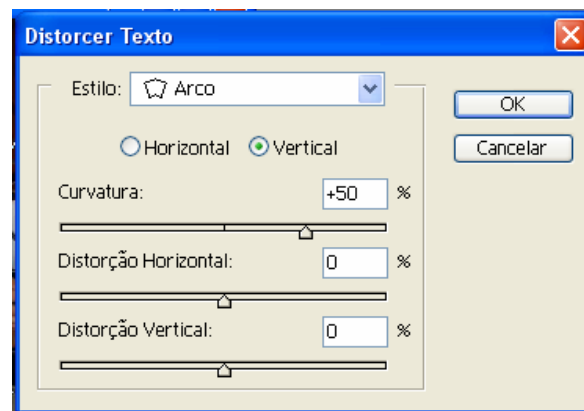 Distorcer Texto
Estilo: Arco
OK
Horizontal Vertical
Cancelar
Curvatura: +50 %
Distorção Horizontal: 0 %
Distorção Vertical: 0 %